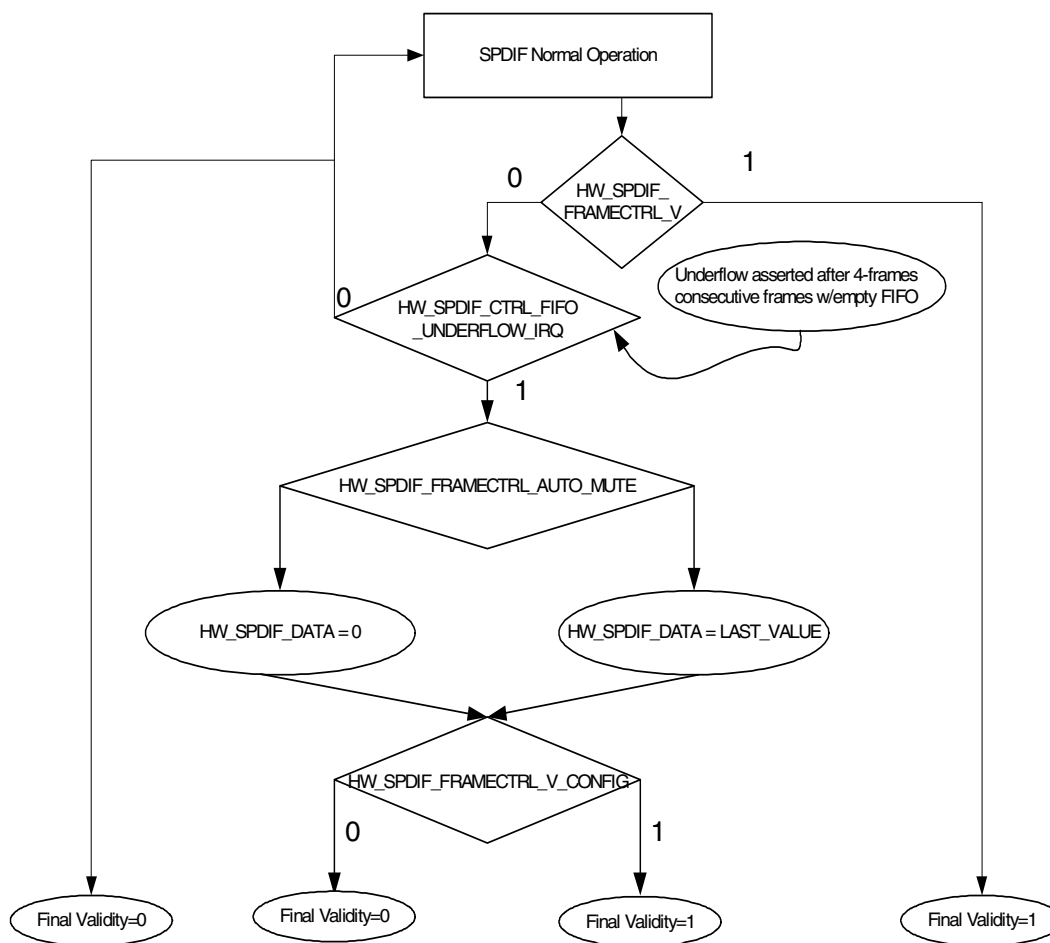 SPDIF Normal Operation
1
0
HW_SPDIF_
FRAMECTRL_V
Underflow asserted after 4-frames
consecutive frames w/empty FIFO
0
HW_SPDIF_CTRL_FIFO
_UNDERFLOW_IRQ
1
HW_SPDIF_FRAMECTRL_AUTO_MUTE
HW_SPDIF_DATA = 0
HW_SPDIF_DATA = LAST_VALUE
HW_SPDIF_FRAMECTRL_V_CONFIG
0
1
Final Validity=0
Final Validity=0
Final Validity=1
Final Validity=1